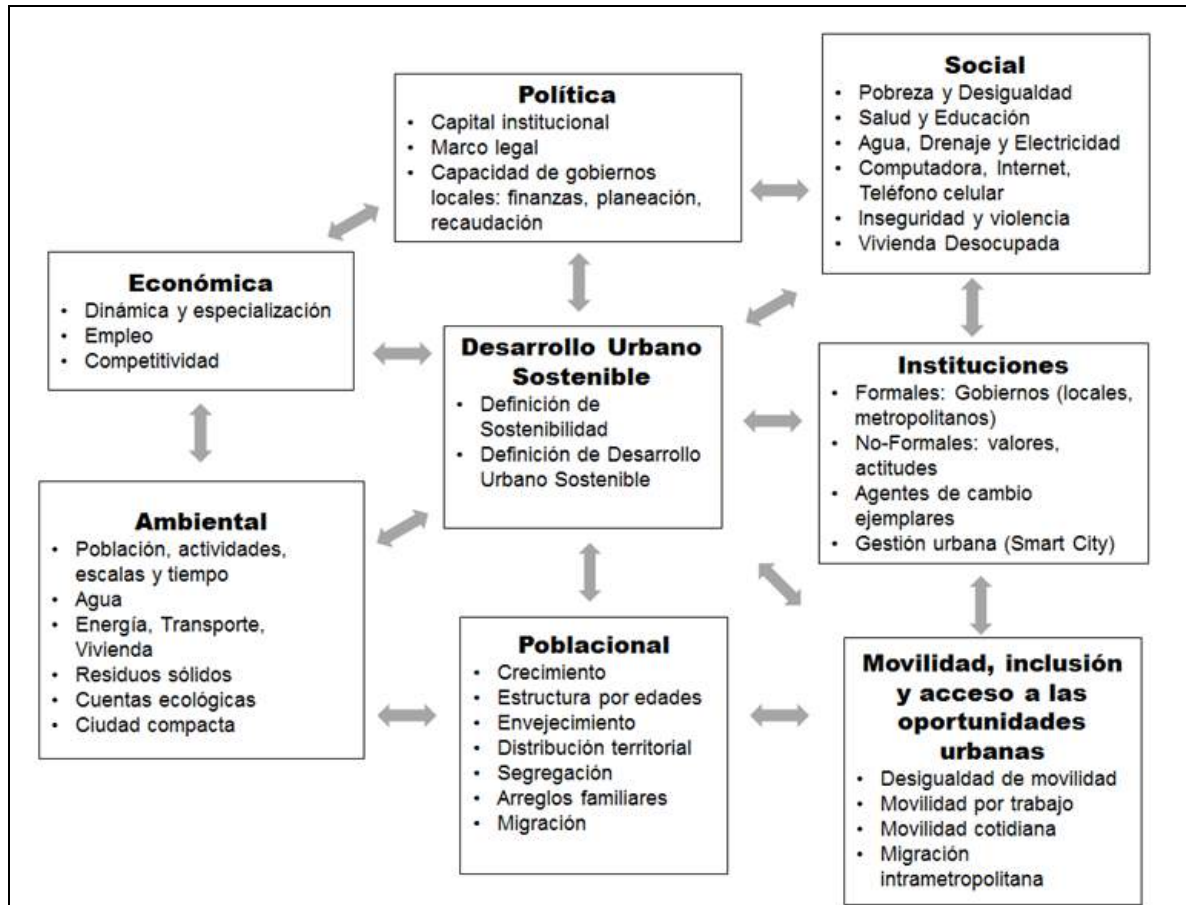 Política
• Capital institucional
• Marco legal
• Capacidad de gobiernos
locales: finanzas, planeación,
recaudación
Social
• Pobreza y Desigualdad
• Salud y Educación
• Agua, Drenaje y Electricidad
• Computadora, Internet,
Teléfono celular
• Inseguridad y violencia
• Vivienda Desocupada
Económica
• Dinámica y especialización
• Empleo
• Competitividad
Desarrollo Urbano
Sostenible
• Definición de
Sostenibilidad
• Definición de Desarrollo
Urbano Sostenible
Instituciones
• Formales: Gobiernos (locales,
metropolitanos)
• No-Formales: valores,
actitudes
• Agentes de cambio
ejemplares
• Gestión urbana (Smart City)
Ambiental
• Población, actividades,
escalas y tiempo
• Agua
• Energía, Transporte,
Vivienda
• Residuos sólidos
• Cuentas ecológicas
• Ciudad compacta
Poblacional
• Crecimiento
• Estructura por edades
• Envejecimiento
• Distribución territorial
• Segregación
• Arreglos familiares
• Migración
Movilidad, inclusión
y acceso a las
oportunidades
urbanas
• Desigualdad de movilidad
• Movilidad por trabajo
• Movilidad cotidiana
• Migración
intrametropolitana